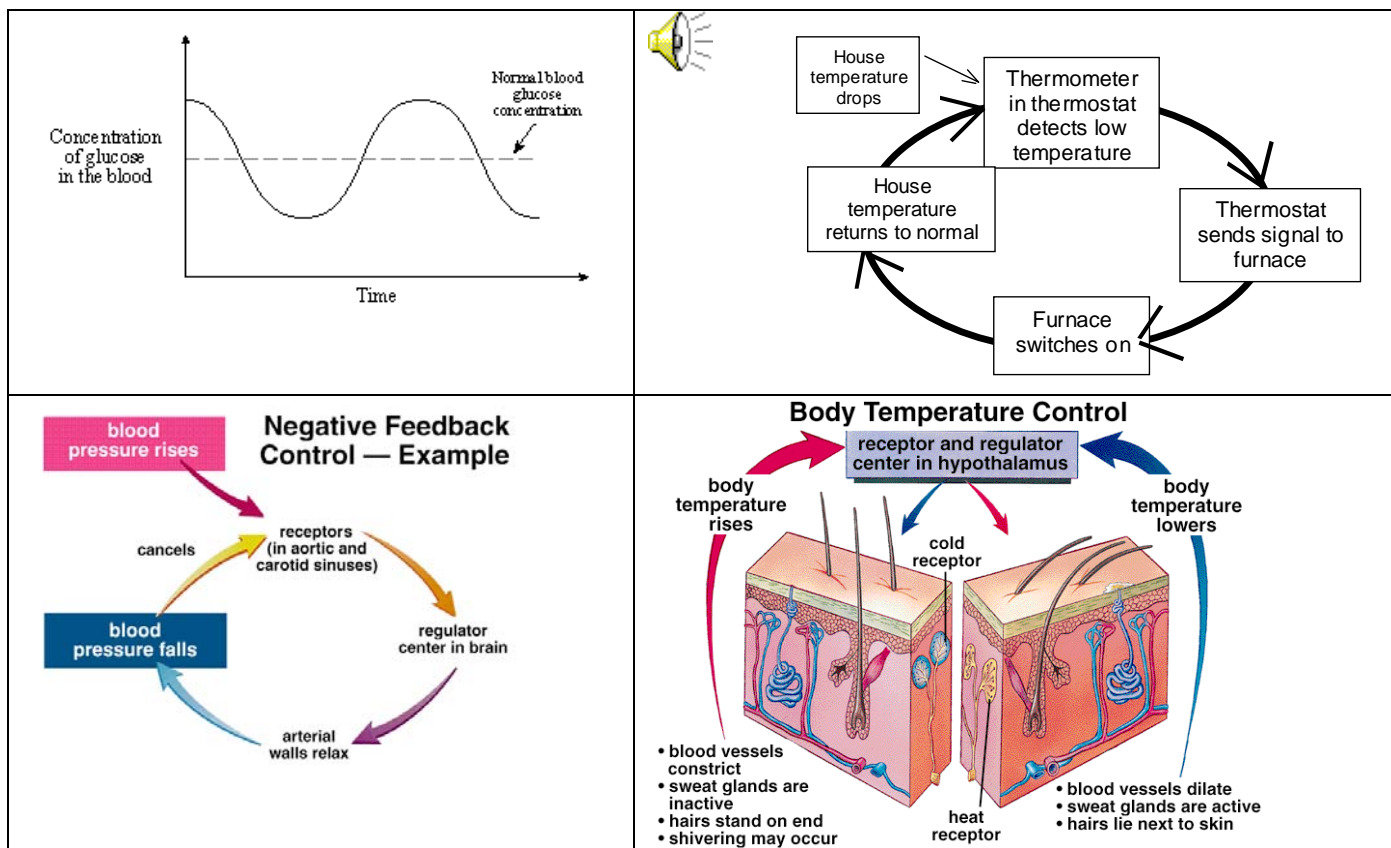 Normal blood
glucose
concentration
Concentration
of glucose
in the blood
Time
House
temperature
drops
Thermometer
in thermostat
detects low
temperature
House
temperature
returns to normal
Thermostat
sends signal to
furnace
Furnace
switches on
blood
pressure rises
Negative Feedback
Control — Example
cancels
receptors
(in aortic and
carotid sinuses)
blood
pressure falls
regulator
center in brain
arterial
walls relax
Body Temperature Control
receptor and regulator
center in hypothalamus
body
temperature
rises
body
temperature
lowers
cold
receptor
• blood vessels
constrict
• sweat glands are
inactive
• hairs stand on end
• shivering may occur
heat
receptor
• blood vessels dilate
• sweat glands are active
• hairs lie next to skin